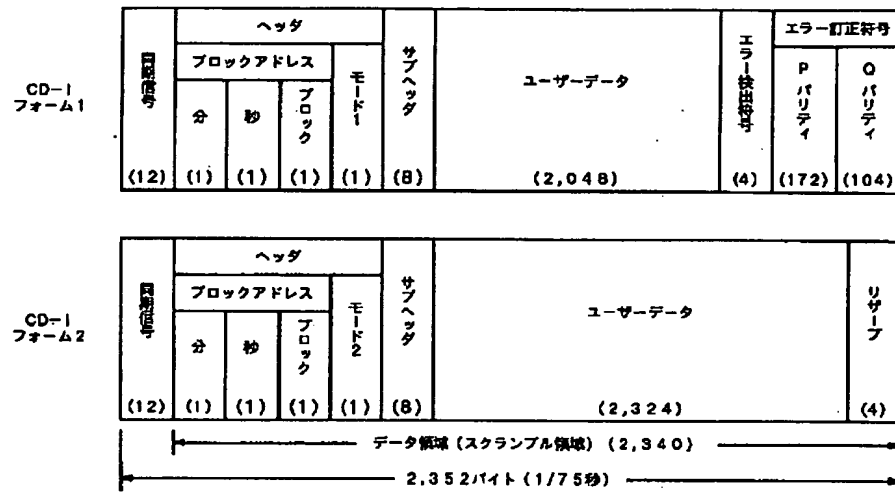 CD-I
フォーム1
同期信号
(12)
ヘッダ
ブロックアドレス
分
(1)
秒
(1)
ブロック
(1)
モード1
(1)
サブヘッダ
(8)
ユーザーデータ
(2,048)
エラー検出符号
(4)
エラー訂正符号
Pパリティ
(172)
Qパリティ
(104)
CD-I
フォーム2
同期信号
(12)
ヘッダ
ブロックアドレス
分
(1)
秒
(1)
ブロック
(1)
モード2
(1)
サブヘッダ
(8)
ユーザーデータ
(2,324)
リザーブ
(4)
データ領域(スクランブル領域)(2,340)
2,352バイト(1/75秒)